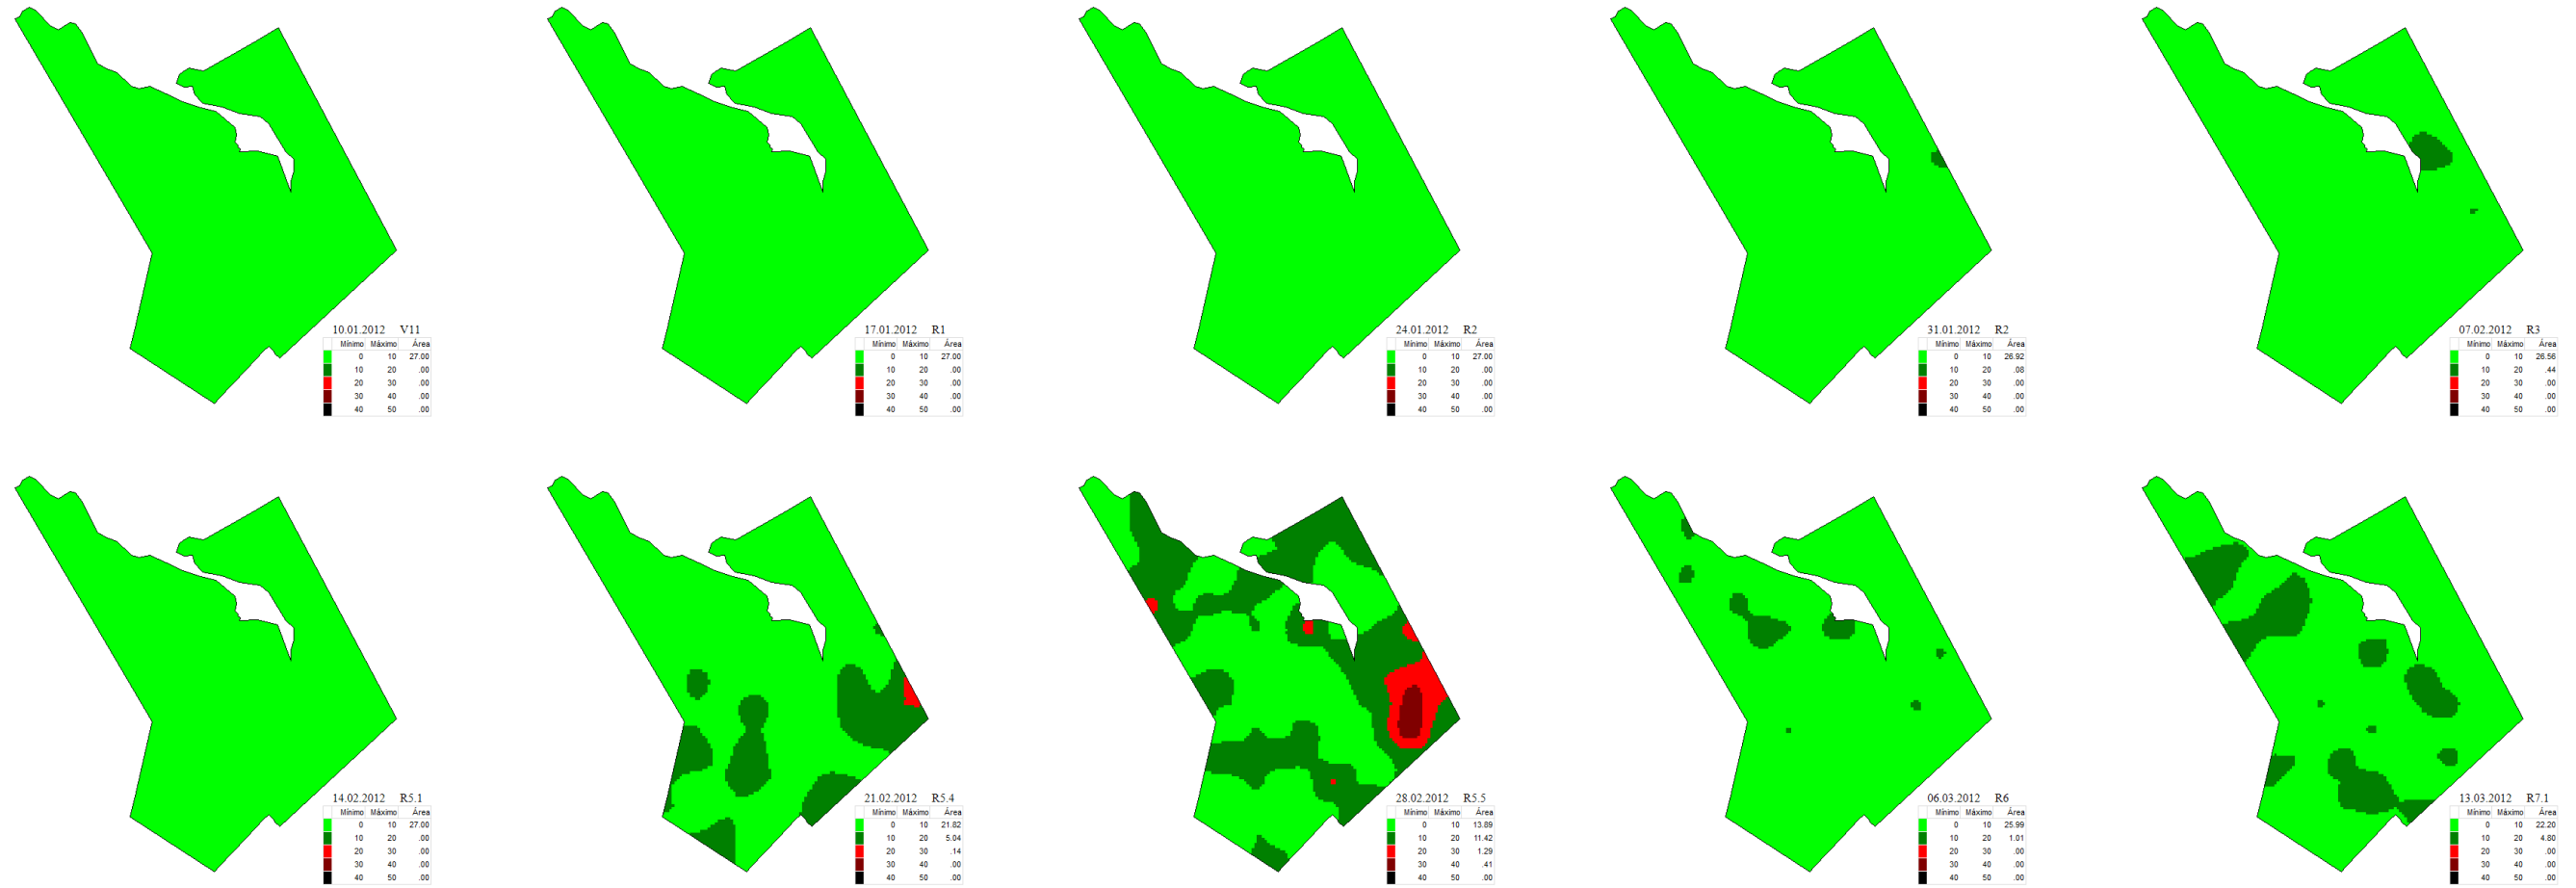 10.01.2012 V11
Mínimo Máximo Área
0 10 27.00
10 20 .00
20 30 .00
30 40 .00
40 50 .00
17.01.2012 R1
Mínimo Máximo Área
0 10 27.00
10 20 .00
20 30 .00
30 40 .00
40 50 .00
24.01.2012 R2
Mínimo Máximo Área
0 10 27.00
10 20 .00
20 30 .00
30 40 .00
40 50 .00
31.01.2012 R2
Mínimo Máximo Área
0 10 26.92
10 20 .08
20 30 .00
30 40 .00
40 50 .00
07.02.2012 R3
Mínimo Máximo Área
0 10 26.56
10 20 .44
20 30 .00
30 40 .00
40 50 .00
14.02.2012 R5.1
Mínimo Máximo Área
0 10 27.00
10 20 .00
20 30 .00
30 40 .00
40 50 .00
21.02.2012 R5.4
Mínimo Máximo Área
0 10 21.82
10 20 5.04
20 30 .14
30 40 .00
40 50 .00
28.02.2012 R5.5
Mínimo Máximo Área
0 10 13.89
10 20 11.42
20 30 1.29
30 40 .41
40 50 .00
06.03.2012 R6
Mínimo Máximo Área
0 10 25.99
10 20 1.01
20 30 .00
30 40 .00
40 50 .00
13.03.2012 R7.1
Mínimo Máximo Área
0 10 22.20
10 20 4.80
20 30 .00
30 40 .00
40 50 .00